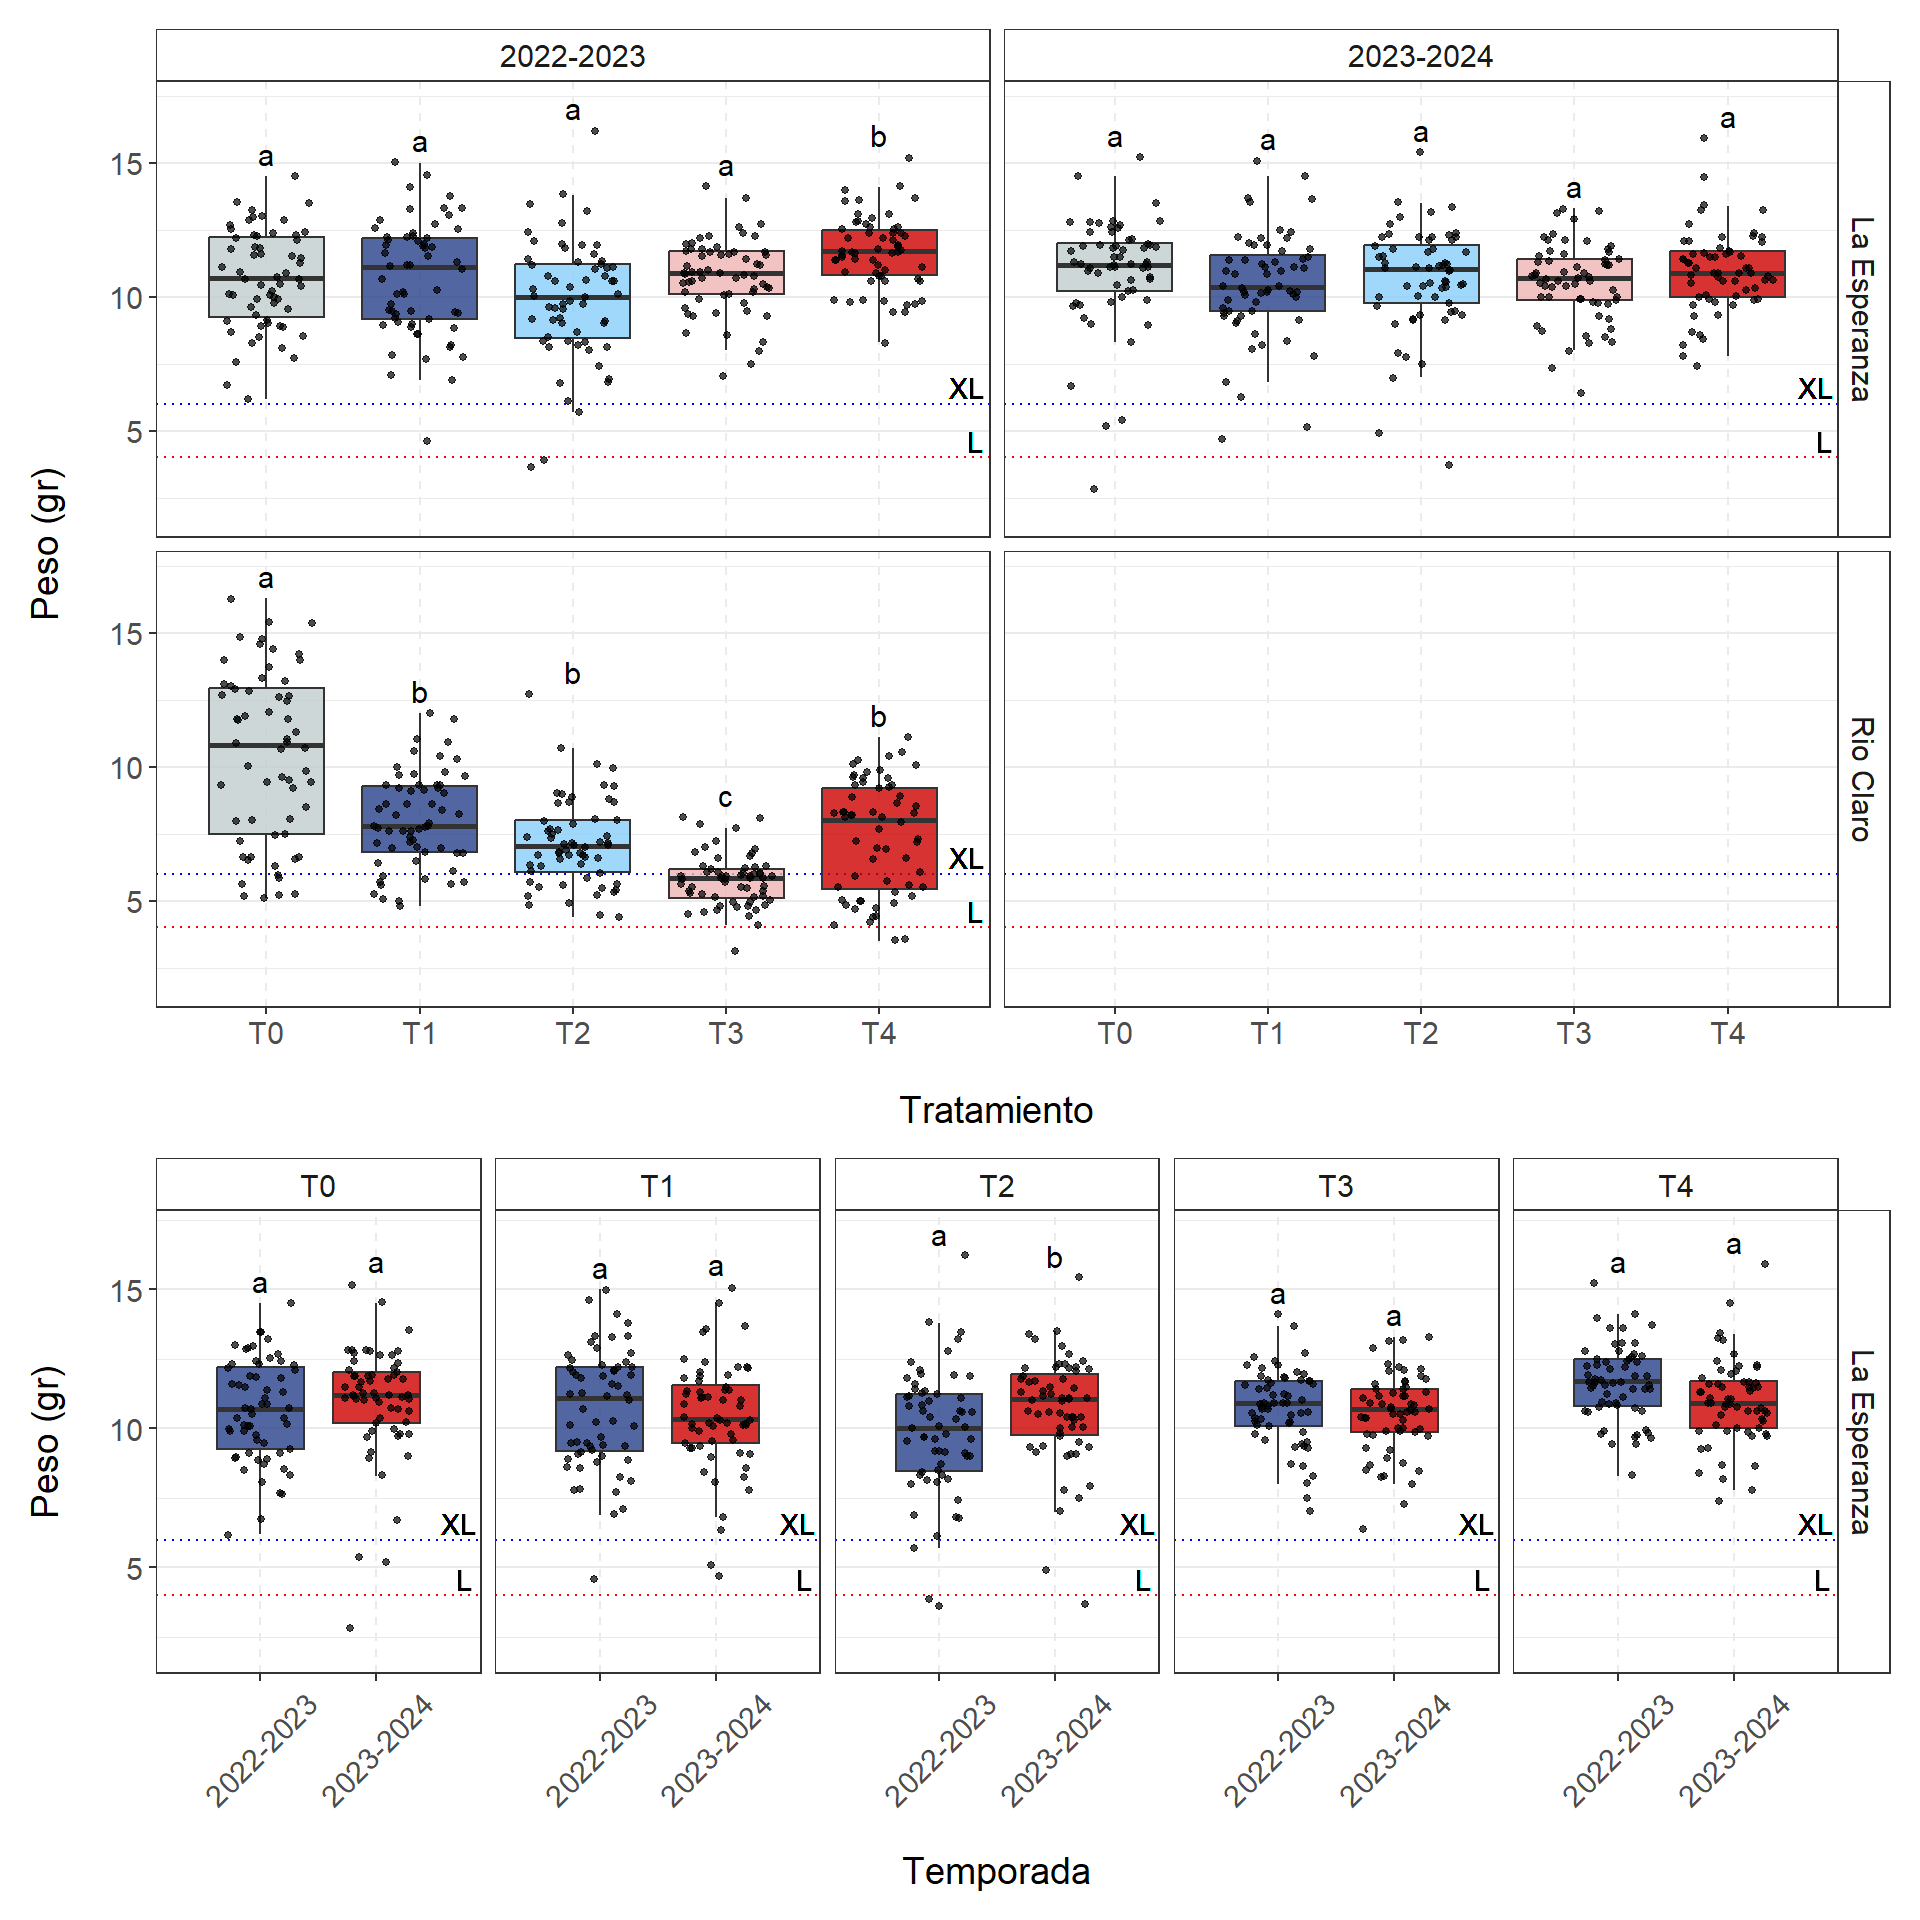 2022-2023 2023-2024
a a a a b a a a a a
15
10
5
XL XL
L L
La Esperanza
Peso (gr)
a b b c b
15
10
5
XL
L
Rio Claro
T0 T1 T2 T3 T4 T0 T1 T2 T3 T4
Tratamiento
T0 T1 T2 T3 T4
a a a a a b a a a a
15
10
5
XL XL XL XL XL
L L L L L
La Esperanza
Peso (gr)
2022-2023 2023-2024 2022-2023 2023-2024 2022-2023 2023-2024 2022-2023 2023-2024 2022-2023 2023-2024
Temporada